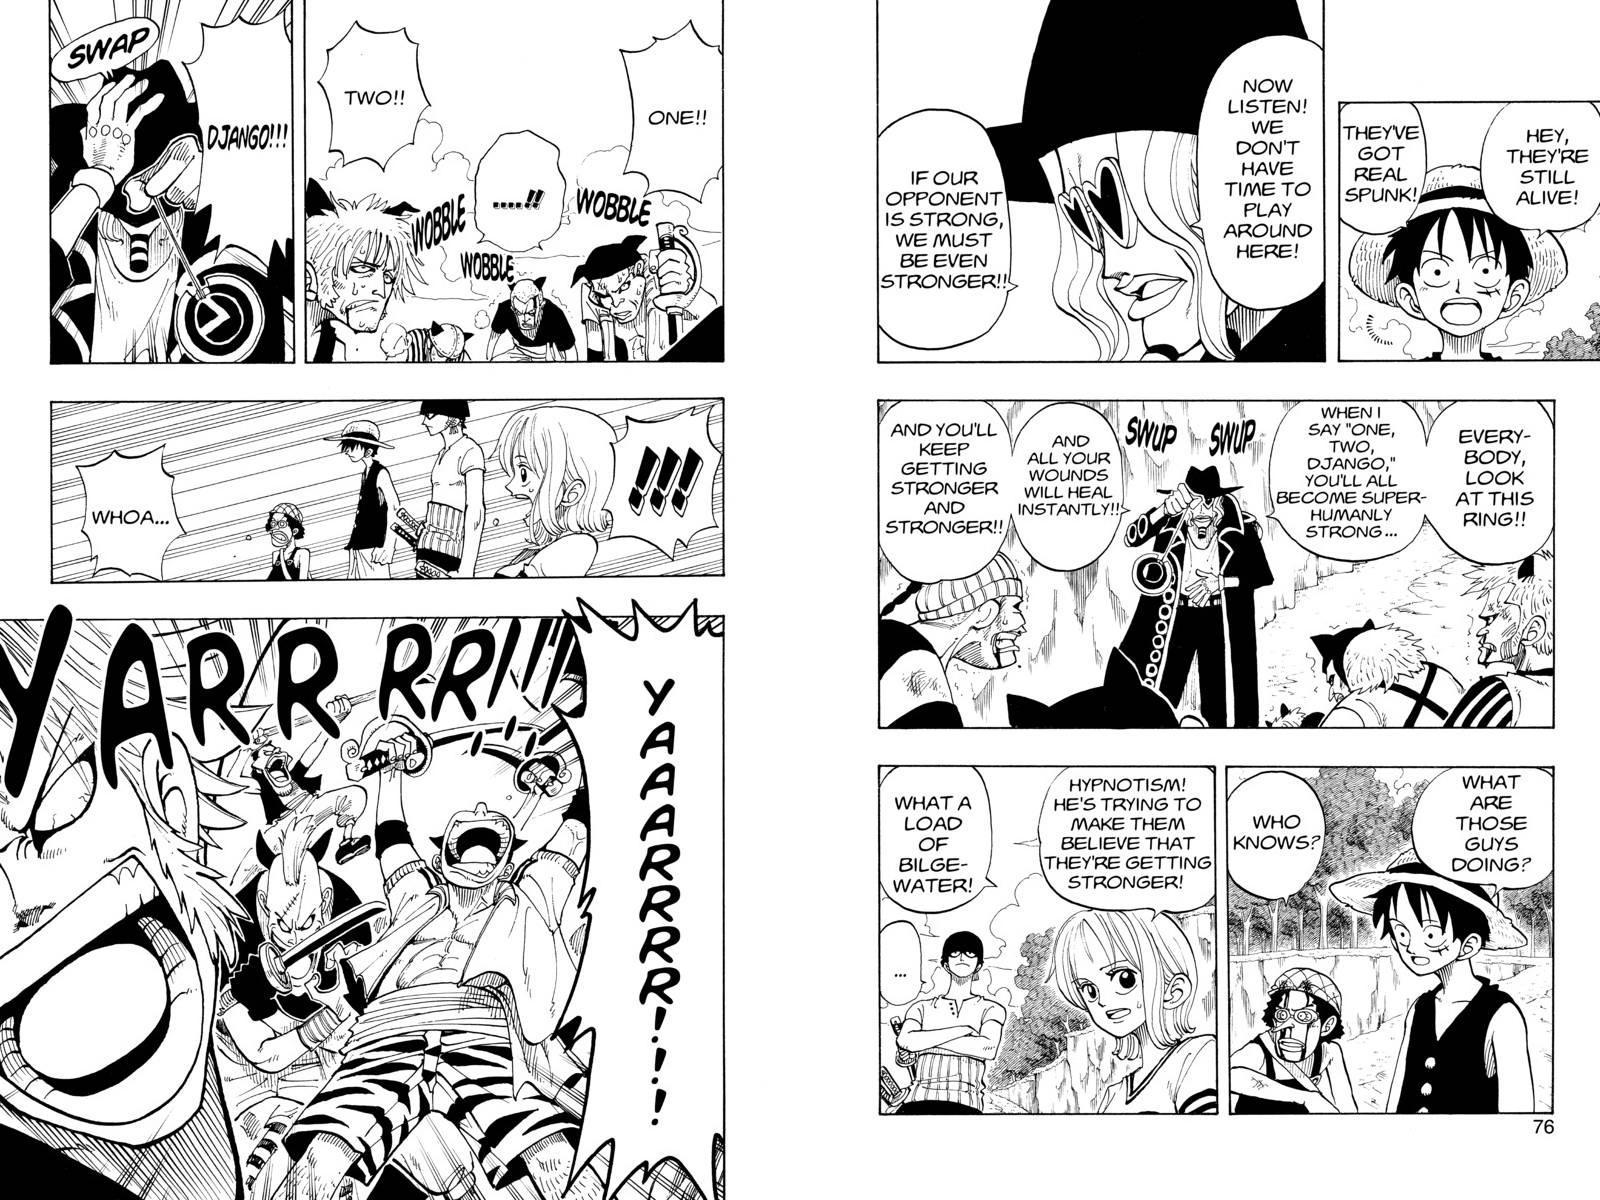 HEY,
THEY'RE
STILL
ALIVE!
THEY'VE
GOT
REAL
SPUNK!
NOW
LISTEN!
WE
DON'T
HAVE
TIME TO
PLAY
AROUND
HERE!
IF OUR
OPPONENT
IS STRONG,
WE MUST
BE EVEN
STRONGER!!
EVERY-
BODY,
LOOK
AT THIS
RING!!
WHEN I
SAY "ONE,
TWO,
DJANGO,"
YOU'LL ALL
BECOME SUPER-
HUMANLY
STRONG...
SWUP
SWUP
AND
ALL YOUR
WOUNDS
WILL HEAL
INSTANTLY!!
AND YOU'LL
KEEP
GETTING
STRONGER
AND
STRONGER!!
WHAT
ARE
THOSE
GUYS
DOING?
WHO
KNOWS?
HYPNOTISM!
HE'S TRYING TO
MAKE THEM
BELIEVE THAT
THEY'RE GETTING
STRONGER!
WHAT A
LOAD
OF
BILGE-
WATER!
...
76
ONE!!
WOBBLE
.....!!
WOBBLE
TWO!!
WOBBLE
DJANGO!!!
SWAP
!!!
WHOA...
YAAAARRRR!!!!
YARRRRR!!!